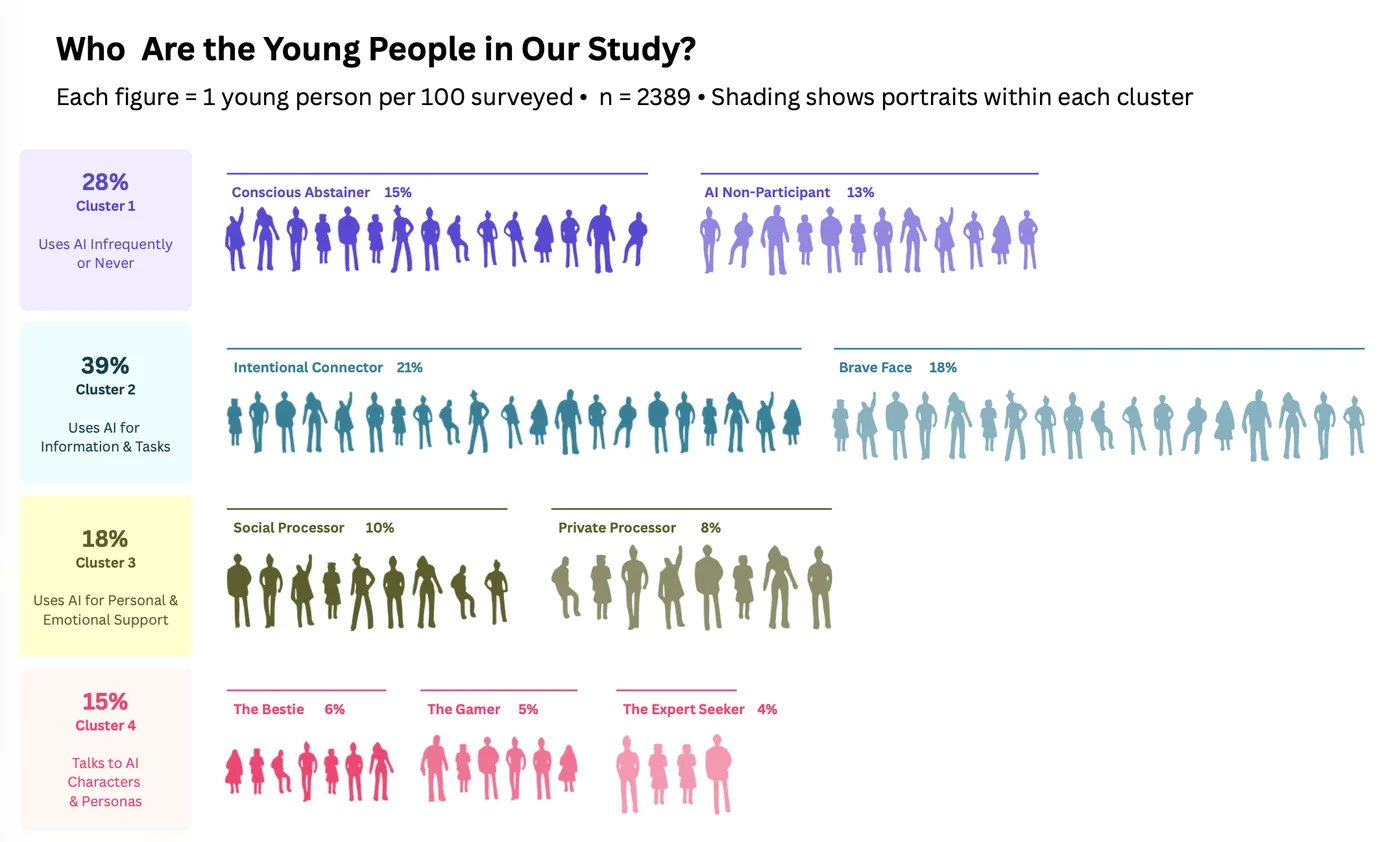 Who  Are the Young People in Our Study?
Each figure = 1 young person per 100 surveyed •  n = 2389 • Shading shows portraits within each cluster
28%
Cluster 1
Uses AI Infrequently
or Never
Conscious Abstainer 15%
AI Non-Participant 13%
39%
Cluster 2
Uses AI for
Information & Tasks
Intentional Connector 21%
Brave Face 18%
18%
Cluster 3
Uses AI for Personal &
Emotional Support
Social Processor 10%
Private Processor 8%
15%
Cluster 4
Talks to AI
Characters
& Personas
The Bestie 6%
The Gamer 5%
The Expert Seeker 4%